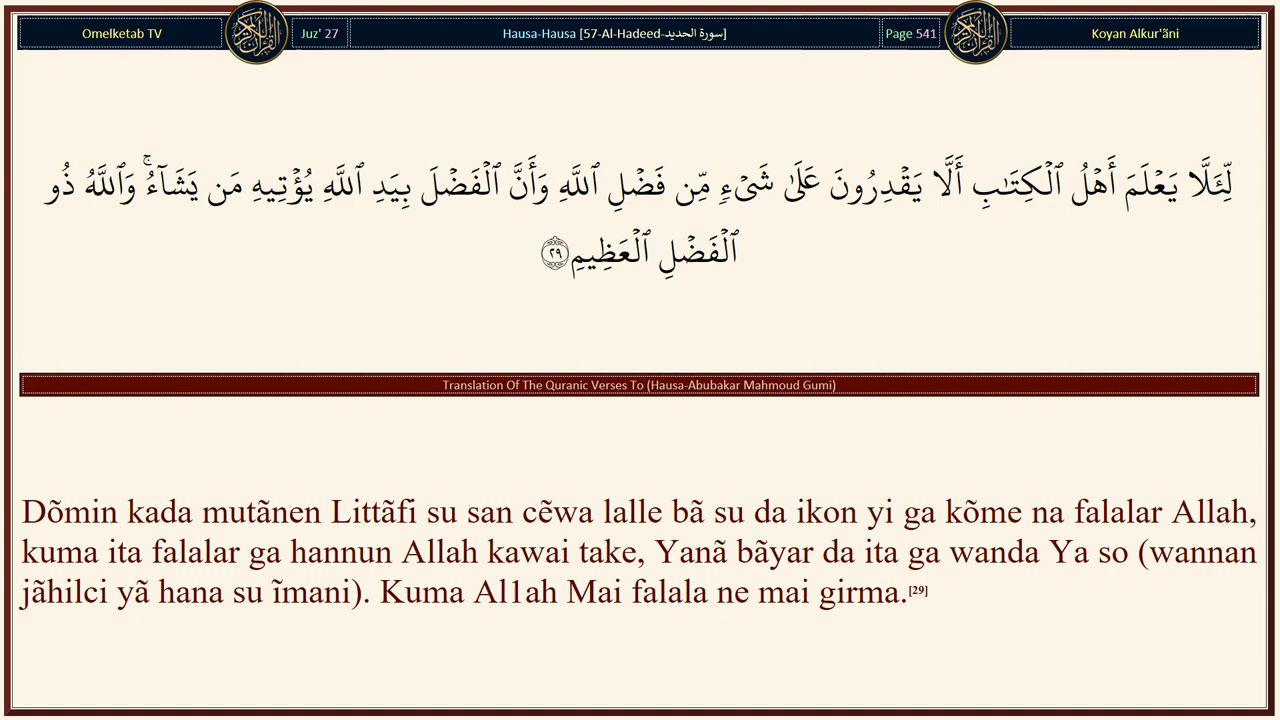 Omelketab TV
Juz' 27
Hausa-Hausa [57-Al-Hadeed-سورة الحديد]
Page 541
Koyan Alƙur'ãni
لِّئَلَّا يَعۡلَمَ أَهۡلُ ٱلۡكِتَٰبِ أَلَّا يَقۡدِرُونَ عَلَىٰ شَيۡءٖ مِّن فَضۡلِ ٱللَّهِ وَأَنَّ ٱلۡفَضۡلَ بِيَدِ ٱللَّهِ يُؤۡتِيهِ مَن يَشَآءُۚ وَٱللَّهُ ذُو
ٱلۡفَضۡلِ ٱلۡعَظِيمِ ٢٩
Translation Of The Quranic Verses To (Hausa-Abubakar Mahmoud Gumi)
Dõmin kada mutãnen Littãfi su san cẽwa lalle bã su da ikon yi ga kõme na falalar Allah,
kuma ita falalar ga hannun Allah kawai take, Yanã bãyar da ita ga wanda Ya so (wannan
jãhilci yã hana su ĩmani). Kuma Al1ah Mai falala ne mai girma.[29]